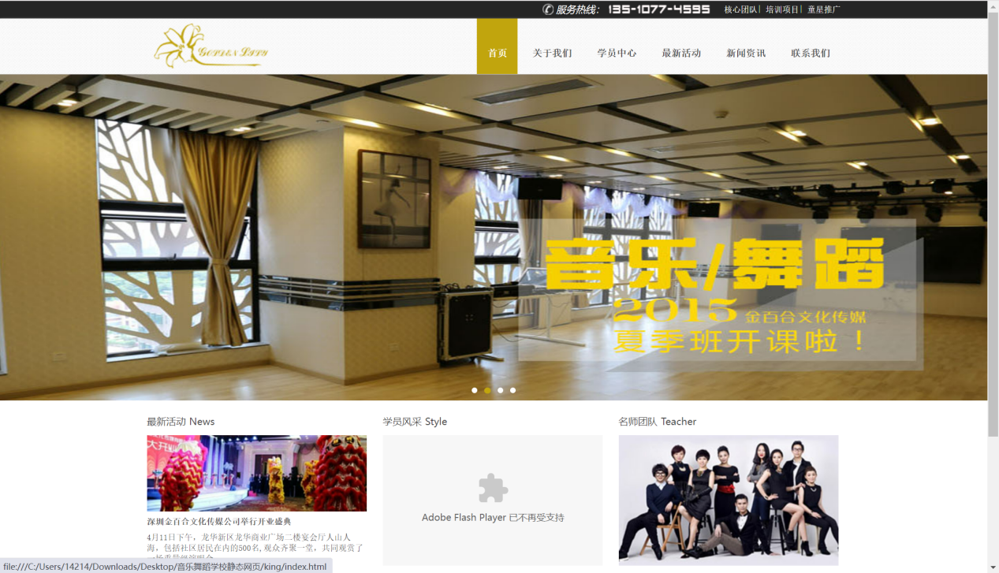 服务热线: 135-1077-4595 核心团队| 培训项目| 童星推广
Golden Lily
首页 关于我们 学员中心 最新活动 新闻资讯 联系我们
音乐/舞蹈
2015 金百合文化传媒
夏季班开课啦！
最新活动 News
学员风采 Style
名师团队 Teacher
Adobe Flash Player 已不再受支持
深圳金百合文化传媒公司举行开业盛典
4月11日下午，龙华新区龙华商业广场二楼宴会厅人山人
海，包括社区居民在内的500名, 观众齐聚一堂，共同观赏了
file:///C:/Users/14214/Downloads/Desktop/音乐舞蹈学校静态网页/king/index.html